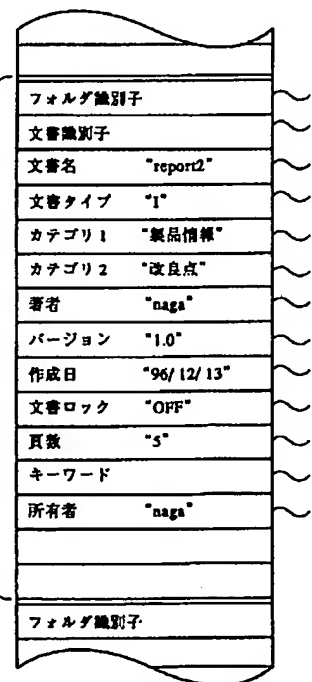 フォルダ識別子
文書識別子
文書名 "report2"
文書タイプ "1"
カテゴリ1 "製品情報"
カテゴリ2 "改良点"
著者 "naga"
バージョン "1.0"
作成日 "96/12/13"
文書ロック "OFF"
頁数 "5"
キーワード
所有者 "naga"
フォルダ識別子